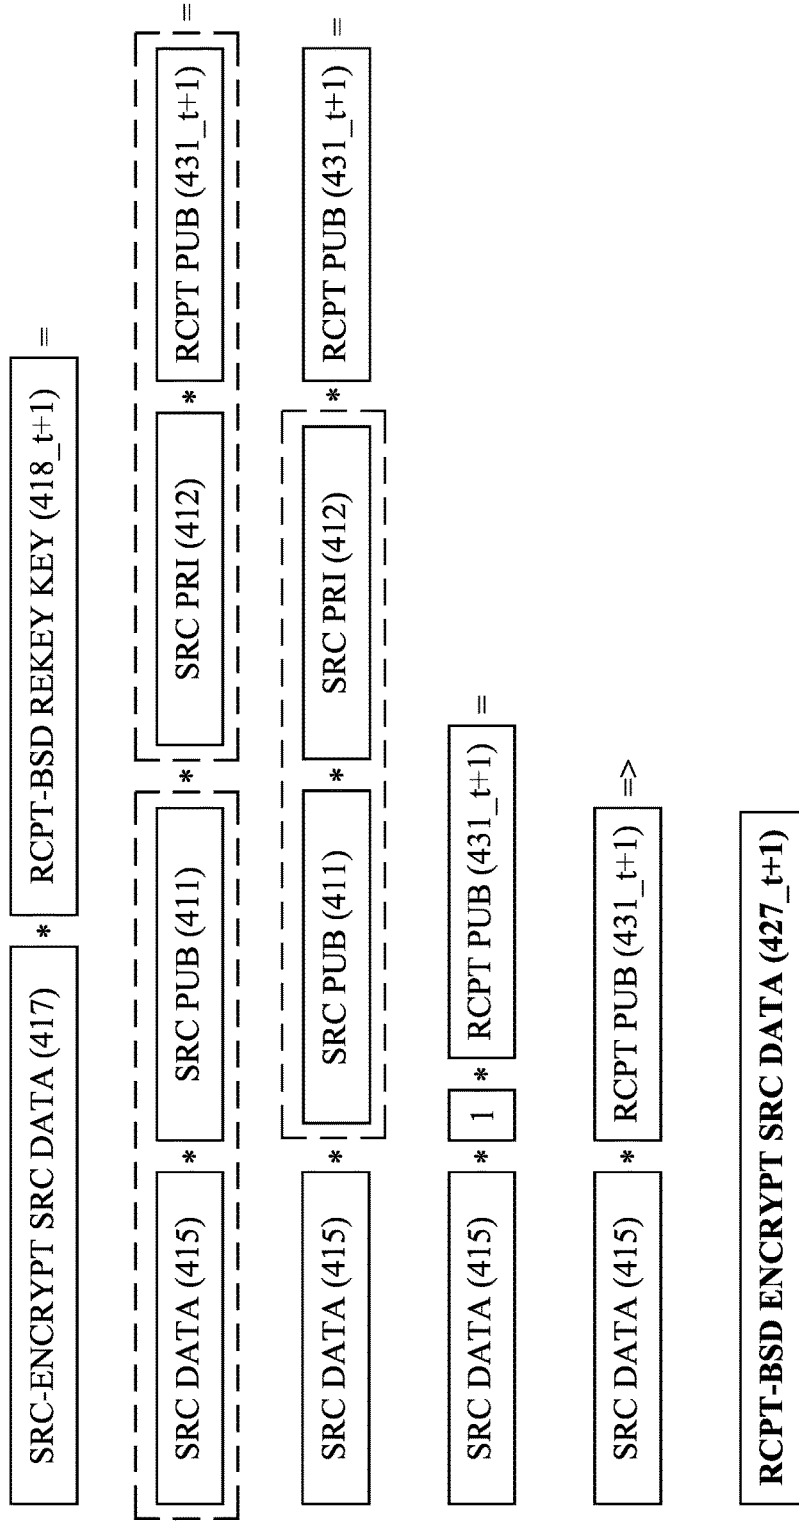 SRC-ENCRYPT SRC DATA (417) * RCPT-BSD REKEY KEY (418_t+1) =
SRC DATA (415) * SRC PUB (411) * SRC PRI (412) * RCPT PUB (431_t+1) =
SRC DATA (415) * SRC PUB (411) * SRC PRI (412) * RCPT PUB (431_t+1) =
SRC DATA (415) * 1 * RCPT PUB (431_t+1) =
SRC DATA (415) * RCPT PUB (431_t+1) =>
RCPT-BSD ENCRYPT SRC DATA (427_t+1)